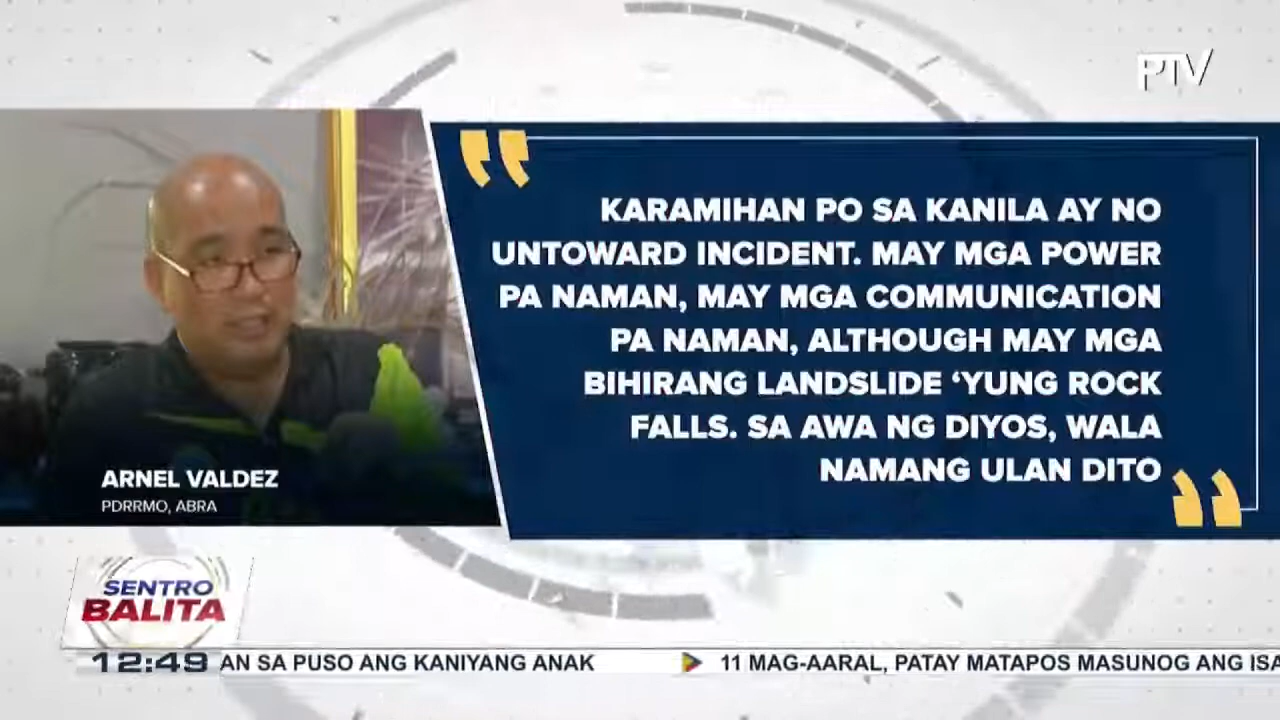 PTV
KARAMIHAN PO SA KANILA AY NO
UNTOWARD INCIDENT. MAY MGA POWER
PA NAMAN, MAY MGA COMMUNICATION
PA NAMAN, ALTHOUGH MAY MGA
BIHIRANG LANDSLIDE ‘YUNG ROCK
FALLS. SA AWA NG DIYOS, WALA
NAMANG ULAN DITO
ARNEL VALDEZ
PDRRMO, ABRA
SENTRO
BALITA
12:49 AN SA PUSO ANG KANIYANG ANAK 11 MAG-AARAL, PATAY MATAPOS MASUNOG ANG ISA